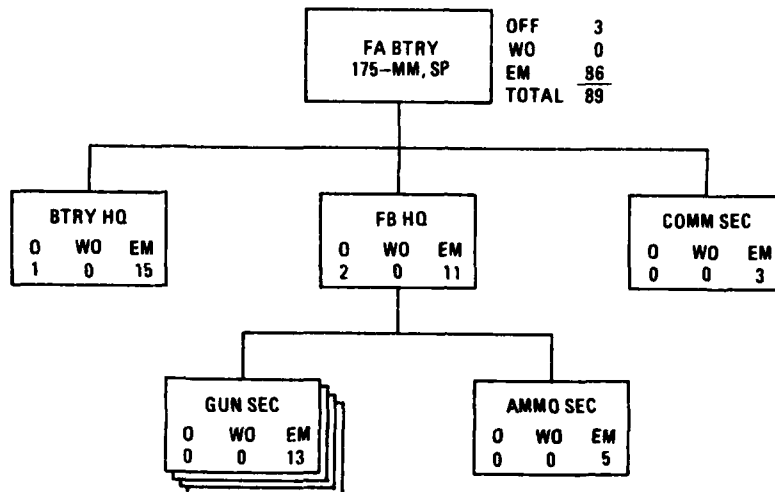 FA BTRY
175-MM, SP
OFF 3
WO 0
EM 86
TOTAL 89
BTRY HQ
O WO EM
1 0 15
FB HQ
O WO EM
2 0 11
COMM SEC
O WO EM
0 0 3
GUN SEC
O WO EM
0 0 13
AMMO SEC
O WO EM
0 0 5